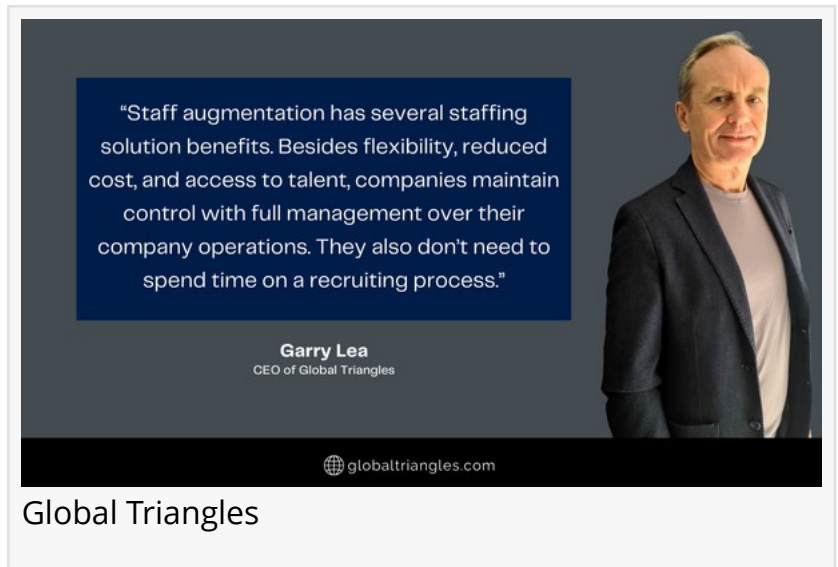 “Staff augmentation has several staffing
solution benefits. Besides flexibility, reduced
cost, and access to talent, companies maintain
control with full management over their
company operations. They also don’t need to
spend time on a recruiting process.”
Garry Lea
CEO of Global Triangles
globaltriangles.com
Global Triangles